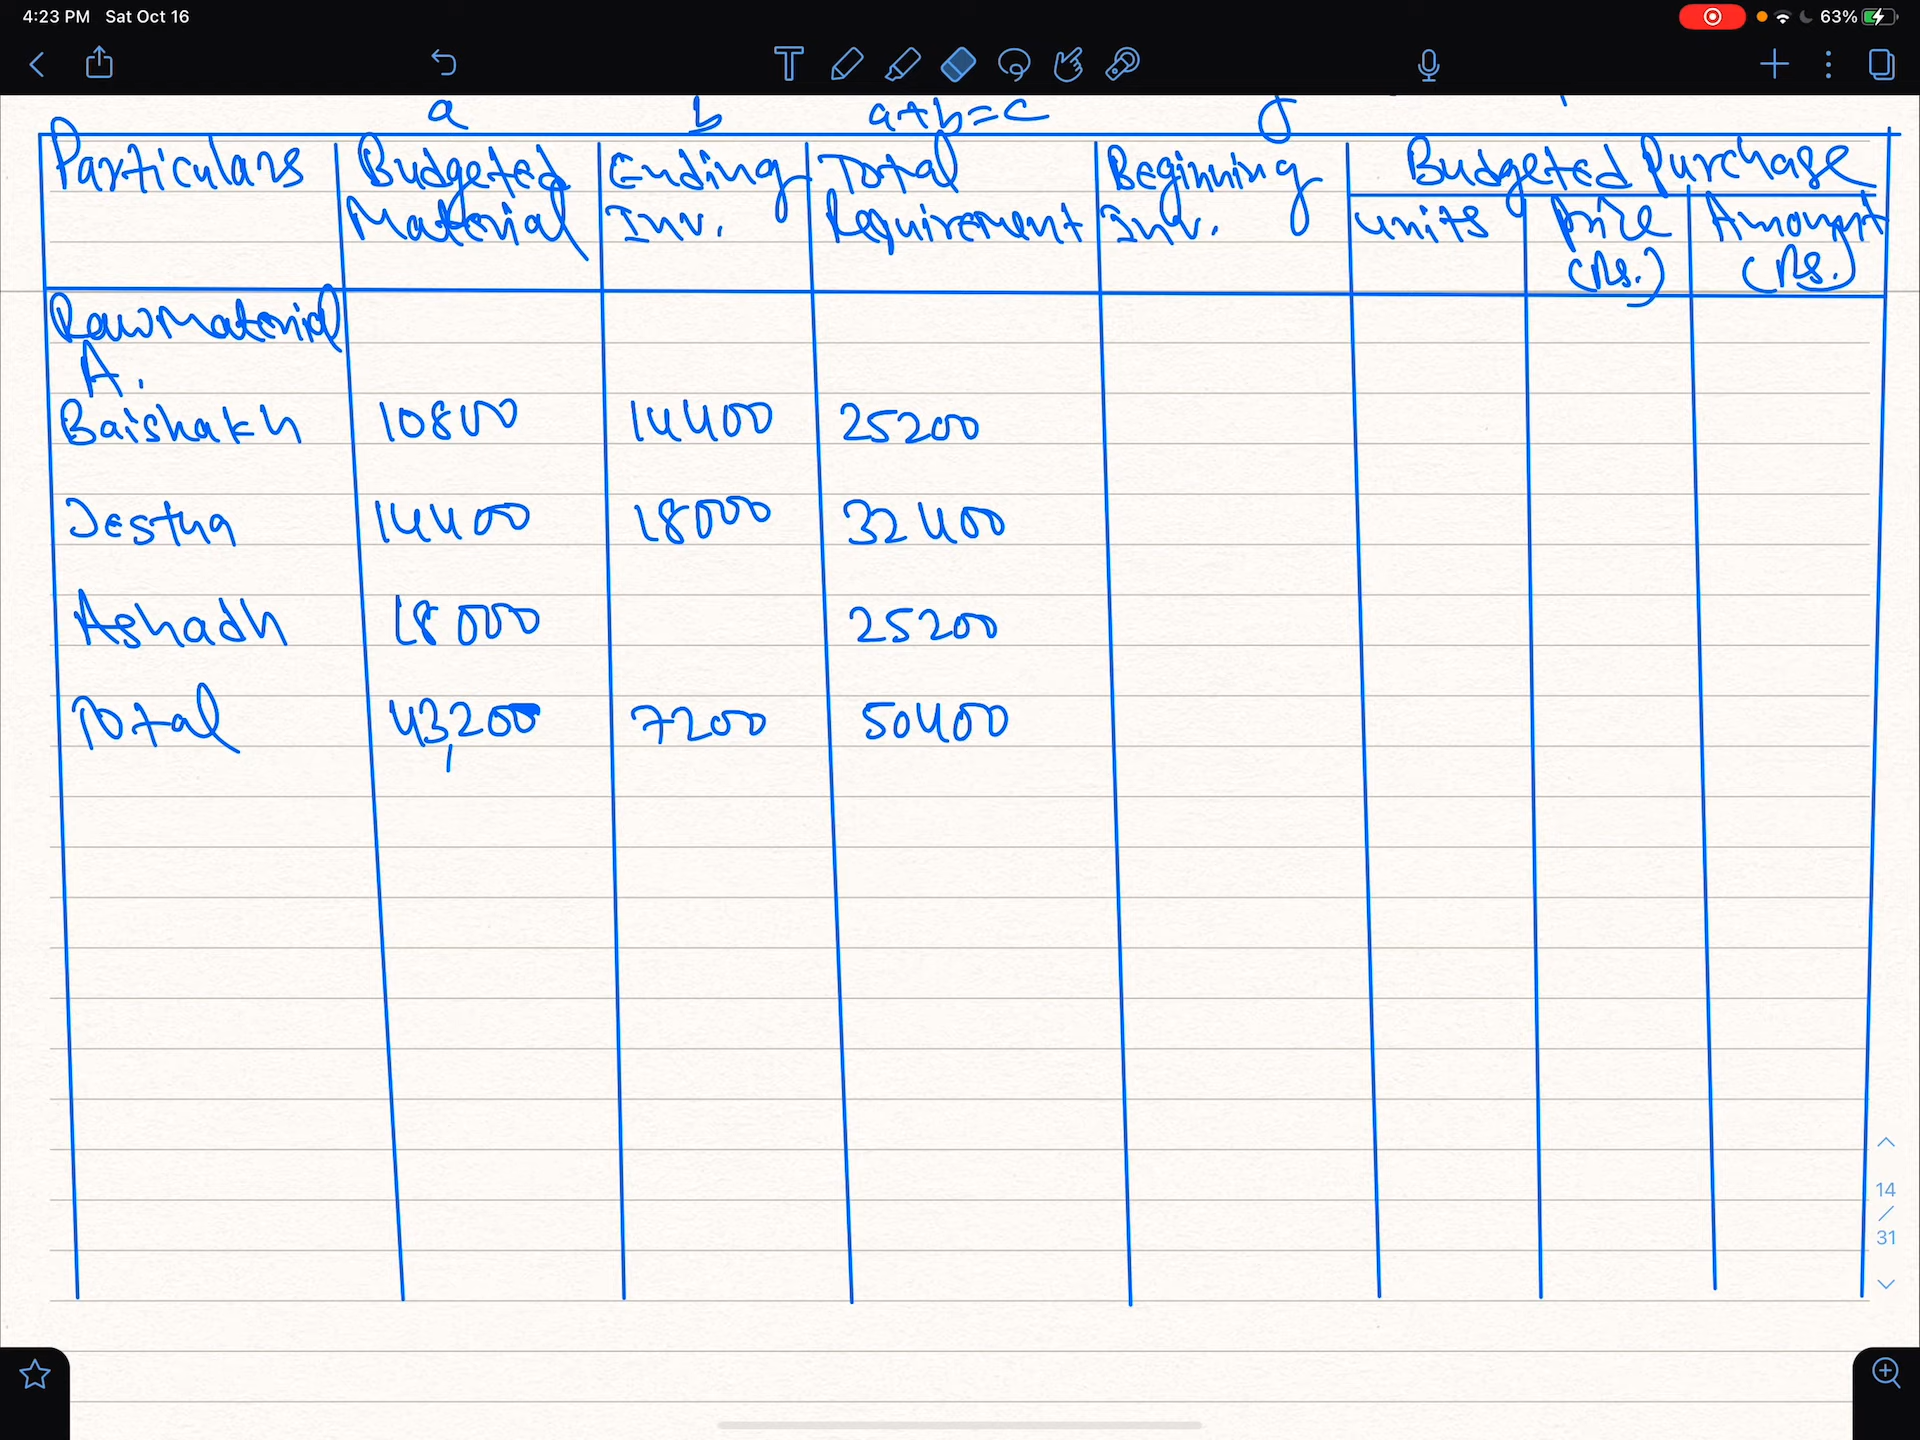 4:23 PM Sat Oct 16
63%
a b a+b=c
Particulars Budgeted Material Ending Inv. Total Requirement Beginning Inv. Budgeted Purchase
units Price (Rs.) Amount (Rs.)
Raw Material
A.
Baishakh 10800 14400 25200
Jestha 14400 18000 32400
Ashadh 18000 25200
Total 43,200 7200 50400
14
/
31